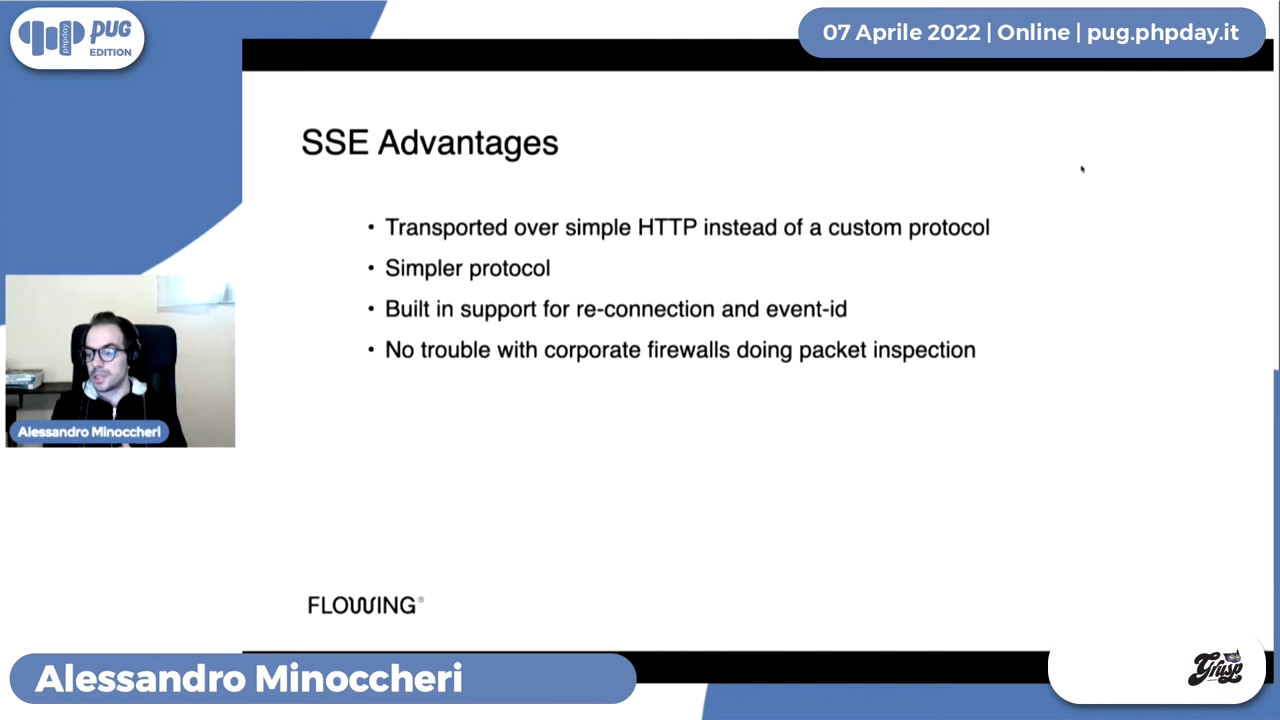 phpday
PUG
EDITION
07 Aprile 2022 | Online | pug.phpday.it
SSE Advantages
• Transported over simple HTTP instead of a custom protocol
• Simpler protocol
• Built in support for re-connection and event-id
• No trouble with corporate firewalls doing packet inspection
Alessandro Minoccheri
FLOWING®
Alessandro Minoccheri
Grusp